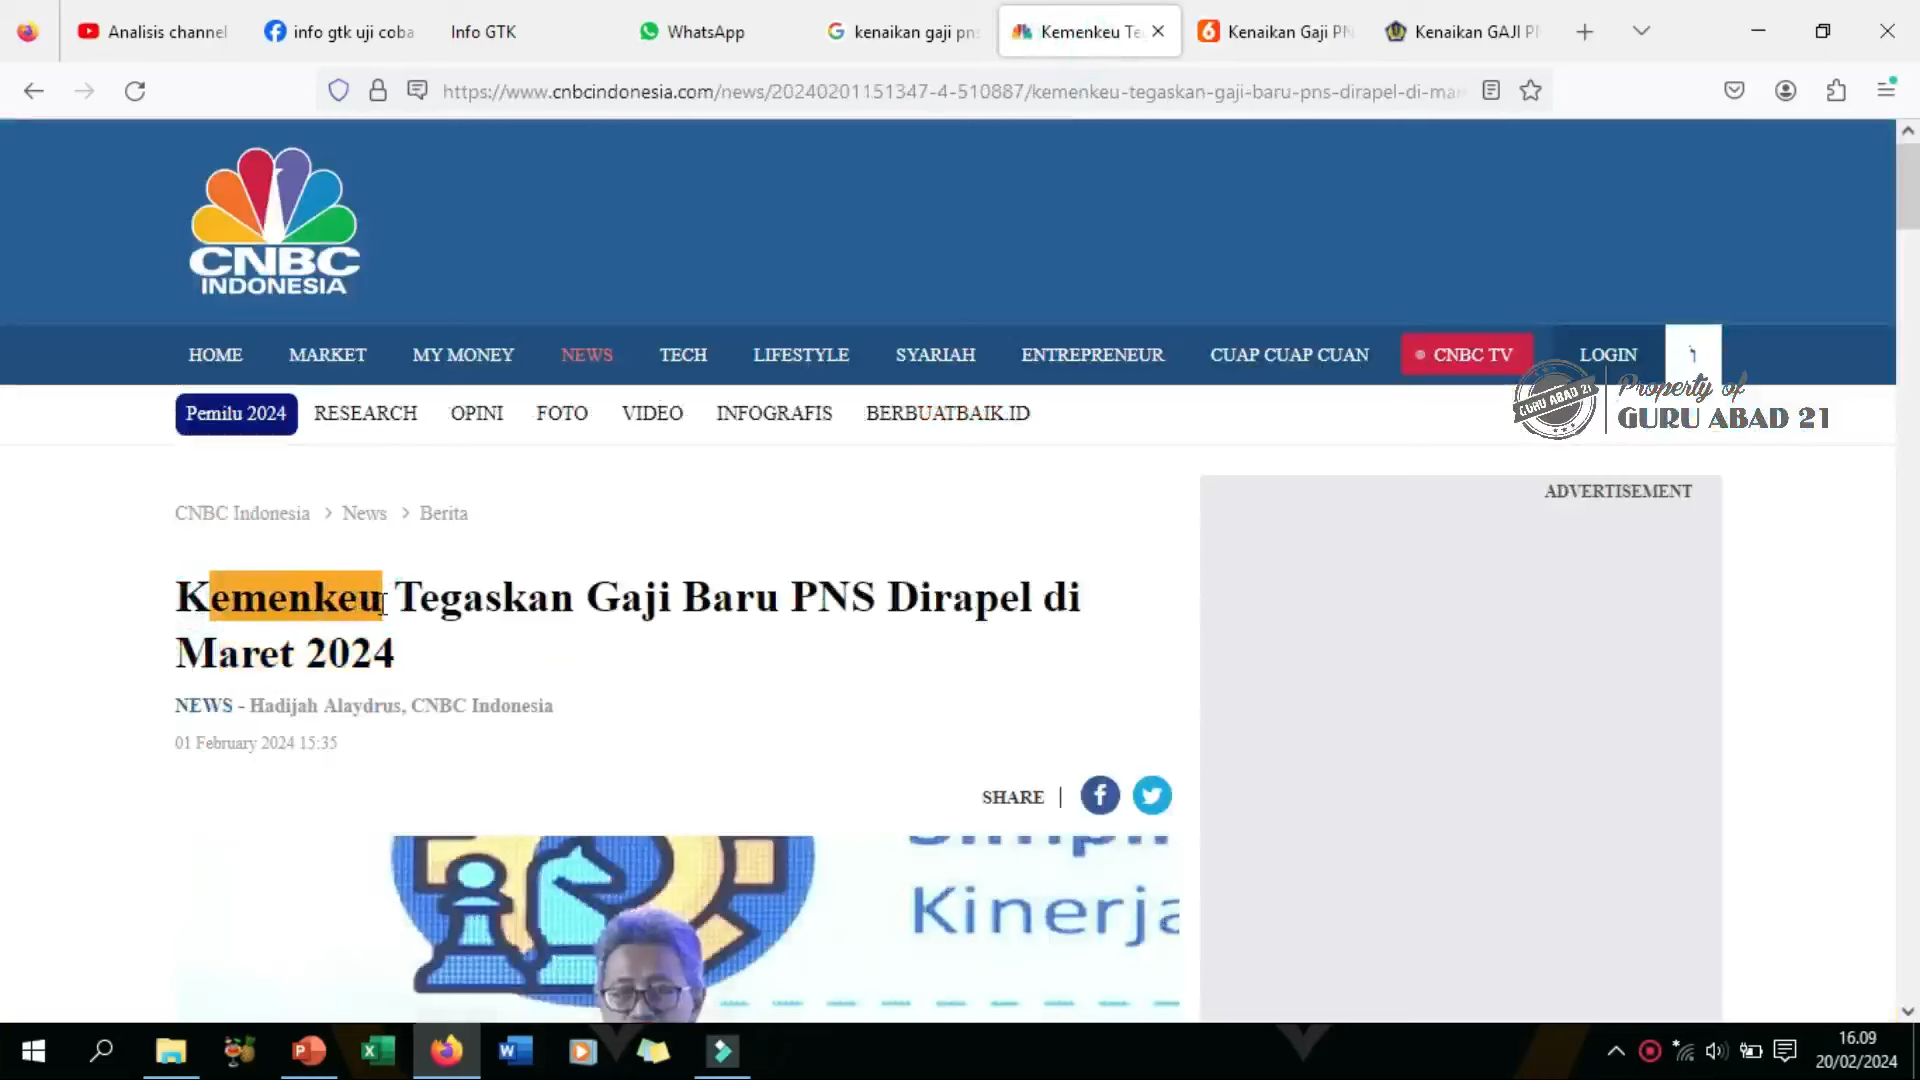 Analisis channel
info gtk uji coba
Info GTK
WhatsApp
kenaikan gaji pn
Kemenkeu Te
Kenaikan Gaji PN
Kenaikan GAJI P
https://www.cnbcindonesia.com/news/20240201151347-4-510887/kemenkeu-tegaskan-gaji-baru-pns-dirapel-di-mar
CNBC
INDONESIA
HOME
MARKET
MY MONEY
NEWS
TECH
LIFESTYLE
SYARIAH
ENTREPRENEUR
CUAP CUAP CUAN
CNBC TV
LOGIN
GURU ABAD 21
Property of
GURU ABAD 21
Pemilu 2024
RESEARCH
OPINI
FOTO
VIDEO
INFOGRAFIS
BERBUATBAIK.ID
ADVERTISEMENT
CNBC Indonesia > News > Berita
Kemenkeu Tegaskan Gaji Baru PNS Dirapel di
Maret 2024
NEWS - Hadijah Alaydrus, CNBC Indonesia
01 February 2024 15:35
SHARE |
Kinerja
16.09
20/02/2024